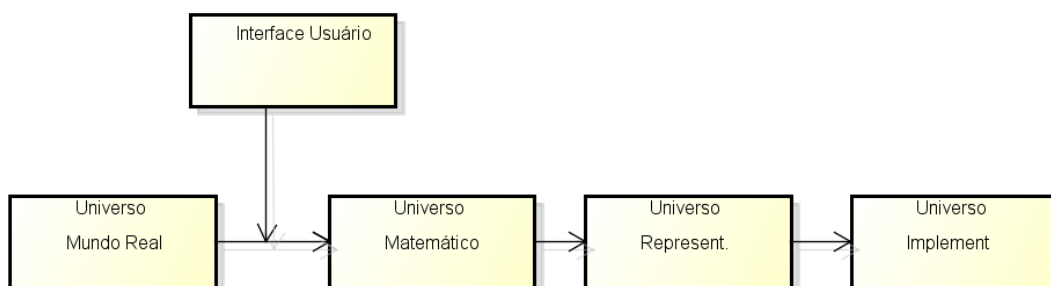 Interface Usuário
Universo
Mundo Real
Universo
Matemático
Universo
Represent.
Universo
Implement